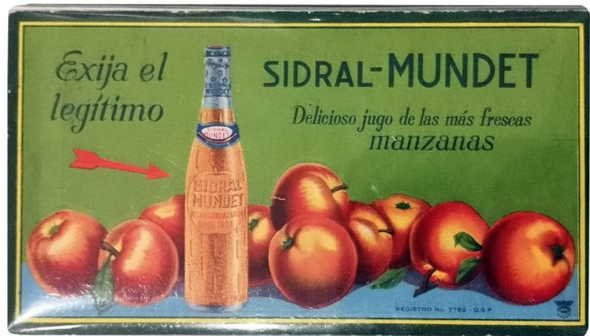 Exija el
legítimo
SIDRAL-MUNDET
Delicioso jugo de las más frescas
manzanas
SIDRAL
MUNDET
SIDRAL
MUNDET
REGISTRO No. 7762 - D.S.P.